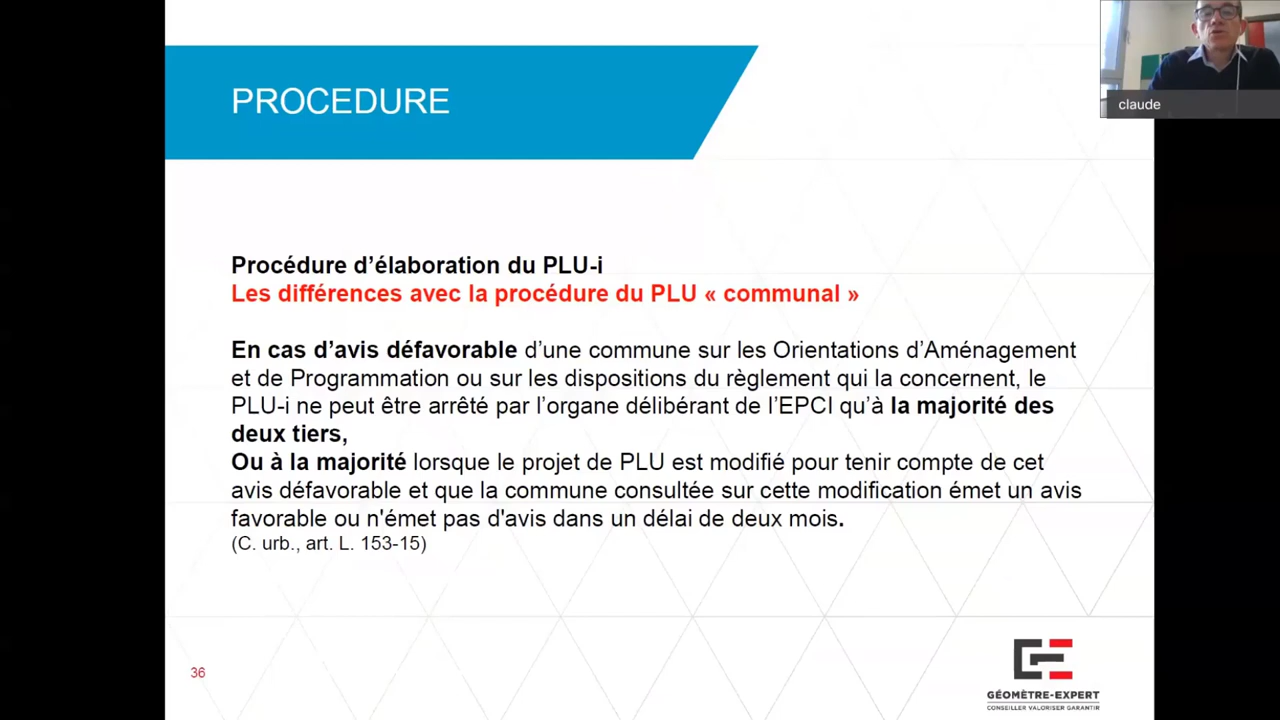 PROCEDURE
claude
Procédure d’élaboration du PLU-i
Les différences avec la procédure du PLU « communal »
En cas d’avis défavorable d’une commune sur les Orientations d’Aménagement
et de Programmation ou sur les dispositions du règlement qui la concernent, le
PLU-i ne peut être arrêté par l’organe délibérant de l’EPCI qu’à la majorité des
deux tiers,
Ou à la majorité lorsque le projet de PLU est modifié pour tenir compte de cet
avis défavorable et que la commune consultée sur cette modification émet un avis
favorable ou n'émet pas d'avis dans un délai de deux mois.
(C. urb., art. L. 153-15)
36
GE
GÉOMÈTRE-EXPERT
CONSEILLER VALORISER GARANTIR